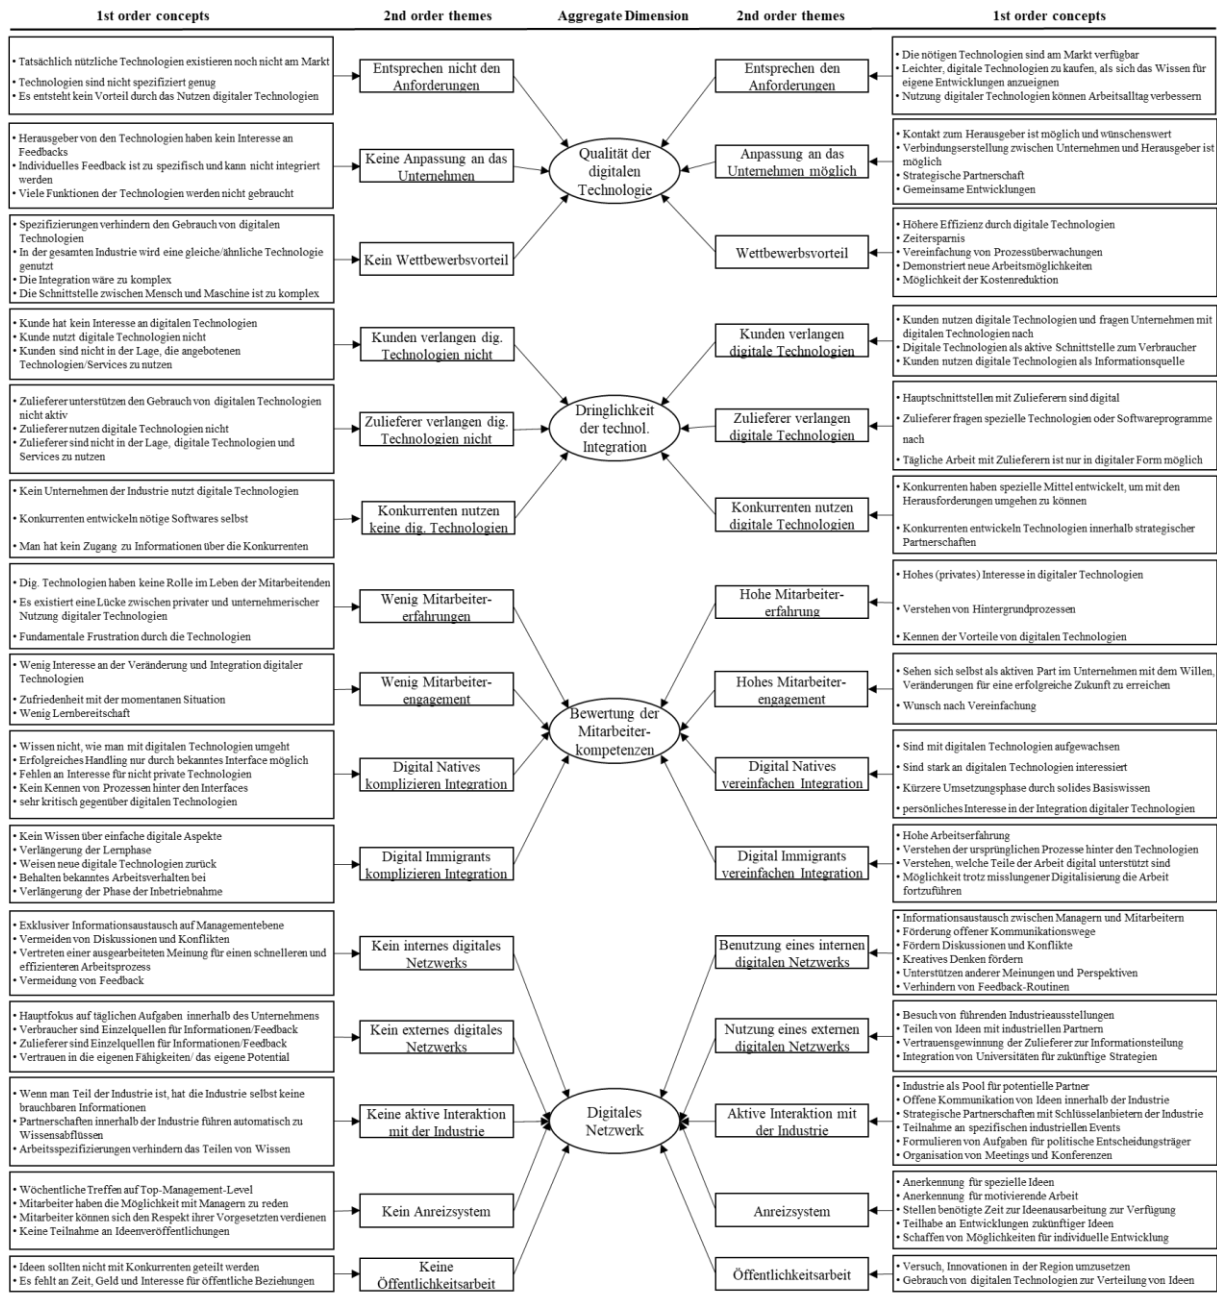 1st order concepts
2nd order themes
Aggregate Dimension
2nd order themes
1st order concepts
• Tatsächlich nützliche Technologien existieren noch nicht am Markt
• Technologien sind nicht spezifiziert genug
• Es entsteht kein Vorteil durch das Nutzen digitaler Technologien
Entsprechen nicht den
Anforderungen
• Herausgeber von den Technologien haben kein Interesse an
Feedbacks
• Individuelles Feedback ist zu spezifisch und kann nicht integriert
werden
• Viele Funktionen der Technologien werden nicht gebraucht
Keine Anpassung an das
Unternehmen
• Spezifizierungen verhindern den Gebrauch von digitalen
Technologien
• In der gesamten Industrie wird eine gleiche/ähnliche Technologie
genutzt
• Die Integration wäre zu komplex
• Die Schnittstelle zwischen Mensch und Maschine ist zu komplex
Kein Wettbewerbsvorteil
Qualität der
digitalen
Technologie
Entsprechen den
Anforderungen
• Die nötigen Technologien sind am Markt verfügbar
• Leichter, digitale Technologien zu kaufen, als sich das Wissen für
eigene Entwicklungen anzueignen
• Nutzung digitaler Technologien können Arbeitsalltag verbessern
Anpassung an das
Unternehmen möglich
• Kontakt zum Herausgeber ist möglich und wünschenswert
• Verbindungserstellung zwischen Unternehmen und Herausgeber ist
möglich
• Strategische Partnerschaft
• Gemeinsame Entwicklungen
Wettbewerbsvorteil
• Höhere Effizienz durch digitale Technologien
• Zeitersparnis
• Vereinfachung von Prozessüberwachungen
• Demonstriert neue Arbeitsmöglichkeiten
• Möglichkeit der Kostenreduktion
• Kunde hat kein Interesse an digitalen Technologien
• Kunde nutzt digitale Technologien nicht
• Kunden sind nicht in der Lage, die angebotenen
Technologien/Services zu nutzen
Kunden verlangen dig.
Technologien nicht
• Zulieferer unterstützen den Gebrauch von digitalen Technologien
nicht aktiv
• Zulieferer nutzen digitale Technologien nicht
• Zulieferer sind nicht in der Lage, digitale Technologien und
Services zu nutzen
Zulieferer verlangen dig.
Technologien nicht
• Kein Unternehmen der Industrie nutzt digitale Technologien
• Konkurrenten entwickeln nötige Softwares selbst
• Man hat kein Zugang zu Informationen über die Konkurrenten
Konkurrenten nutzen
keine dig. Technologien
Dringlichkeit
der technol.
Integration
Kunden verlangen
digitale Technologien
• Kunden nutzen digitale Technologien und fragen Unternehmen mit
digitalen Technologien nach
• Digitale Technologien als aktive Schnittstelle zum Verbraucher
• Kunden nutzen digitale Technologien als Informationsquelle
Zulieferer verlangen
digitale Technologien
• Hauptschnittstellen mit Zulieferern sind digital
• Zulieferer fragen spezielle Technologien oder Softwareprogramme
nach
• Tägliche Arbeit mit Zulieferern ist nur in digitaler Form möglich
Konkurrenten nutzen
digitale Technologien
• Konkurrenten haben spezielle Mittel entwickelt, um mit den
Herausforderungen umgehen zu können
• Konkurrenten entwickeln Technologien innerhalb strategischer
Partnerschaften
• Dig. Technologien haben keine Rolle im Leben der Mitarbeitenden
• Es existiert eine Lücke zwischen privater und unternehmerischer
Nutzung digitaler Technologien
• Fundamentale Frustration durch die Technologien
Wenig Mitarbeiter-
erfahrungen
• Wenig Interesse an der Veränderung und Integration digitaler
Technologien
• Zufriedenheit mit der momentanen Situation
• Wenig Lernbereitschaft
Wenig Mitarbeiter-
engagement
• Wissen nicht, wie man mit digitalen Technologien umgeht
• Erfolgreiches Handling nur durch bekanntes Interface möglich
• Fehlen an Interesse für nicht private Technologien
• Kein Kennen von Prozessen hinter den Interfaces
• sehr kritisch gegenüber digitalen Technologien
Digital Natives
komplizieren Integration
• Kein Wissen über einfache digitale Aspekte
• Verlängerung der Lernphase
• Weisen neue digitale Technologien zurück
• Behalten bekanntes Arbeitsverhalten bei
• Verlängerung der Phase der Inbetriebnahme
Digital Immigrants
komplizieren Integration
Bewertung der
Mitarbeiter-
kompetenzen
Hohe Mitarbeiter-
erfahrung
• Hohes (privates) Interesse in digitaler Technologien
• Verstehen von Hintergrundprozessen
• Kennen der Vorteile von digitalen Technologien
Hohes Mitarbeiter-
engagement
• Sehen sich selbst als aktiven Part im Unternehmen mit dem Willen,
Veränderungen für eine erfolgreiche Zukunft zu erreichen
• Wunsch nach Vereinfachung
Digital Natives
vereinfachen Integration
• Sind mit digitalen Technologien aufgewachsen
• Sind stark an digitalen Technologien interessiert
• Kürzere Umsetzungsphase durch solides Basiswissen
• persönliches Interesse in der Integration digitaler Technologien
Digital Immigrants
vereinfachen Integration
• Hohe Arbeitserfahrung
• Verstehen der ursprünglichen Prozesse hinter den Technologien
• Verstehen, welche Teile der Arbeit digital unterstützt sind
• Möglichkeit trotz misslungener Digitalisierung die Arbeit
fortzuführen
• Exklusiver Informationsaustausch auf Managementebene
• Vermeiden von Diskussionen und Konflikten
• Vertreten einer ausgearbeiteten Meinung für einen schnelleren und
effizienteren Arbeitsprozess
• Vermeidung von Feedback
Kein internes digitales
Netzwerks
• Hauptfokus auf täglichen Aufgaben innerhalb des Unternehmens
• Verbraucher sind Einzelquellen für Informationen/Feedback
• Zulieferer sind Einzelquellen für Informationen/Feedback
• Vertrauen in die eigenen Fähigkeiten/ das eigene Potential
Kein externes digitales
Netzwerks
• Wenn man Teil der Industrie ist, hat die Industrie selbst keine
brauchbaren Informationen
• Partnerschaften innerhalb der Industrie führen automatisch zu
Wissensabflüssen
• Arbeitsspezifizierungen verhindern das Teilen von Wissen
Keine aktive Interaktion
mit der Industrie
• Wöchentliche Treffen auf Top-Management-Level
• Mitarbeiter haben die Möglichkeit mit Managern zu reden
• Mitarbeiter können sich den Respekt ihrer Vorgesetzten verdienen
• Keine Teilnahme an Ideenveröffentlichungen
Kein Anreizsystem
• Ideen sollten nicht mit Konkurrenten geteilt werden
• Es fehlt an Zeit, Geld und Interesse für öffentliche Beziehungen
Keine
Öffentlichkeitsarbeit
Digitales
Netzwerk
Benutzung eines internen
digitalen Netzwerks
• Informationsaustausch zwischen Managern und Mitarbeitern
• Förderung offener Kommunikationswege
• Fördern Diskussionen und Konflikte
• Kreatives Denken fördern
• Unterstützen anderer Meinungen und Perspektiven
• Verhindern von Feedback-Routinen
Nutzung eines externen
digitalen Netzwerks
• Besuch von führenden Industrieausstellungen
• Teilen von Ideen mit industriellen Partnern
• Vertrauensgewinnung der Zulieferer zur Informationsteilung
• Integration von Universitäten für zukünftige Strategien
Aktive Interaktion mit
der Industrie
• Industrie als Pool für potentielle Partner
• Offene Kommunikation von Ideen innerhalb der Industrie
• Strategische Partnerschaften mit Schlüsselanbietern der Industrie
• Teilnahme an spezifischen industriellen Events
• Formulieren von Aufgaben für politische Entscheidungsträger
• Organisation von Meetings und Konferenzen
Anreizsystem
• Anerkennung für spezielle Ideen
• Anerkennung für motivierende Arbeit
• Stellen benötigte Zeit zur Ideenausarbeitung zur Verfügung
• Teilhabe an Entwicklungen zukünftiger Ideen
• Schaffen von Möglichkeiten für individuelle Entwicklung
Öffentlichkeitsarbeit
• Versuch, Innovationen in der Region umzusetzen
• Gebrauch von digitalen Technologien zur Verteilung von Ideen